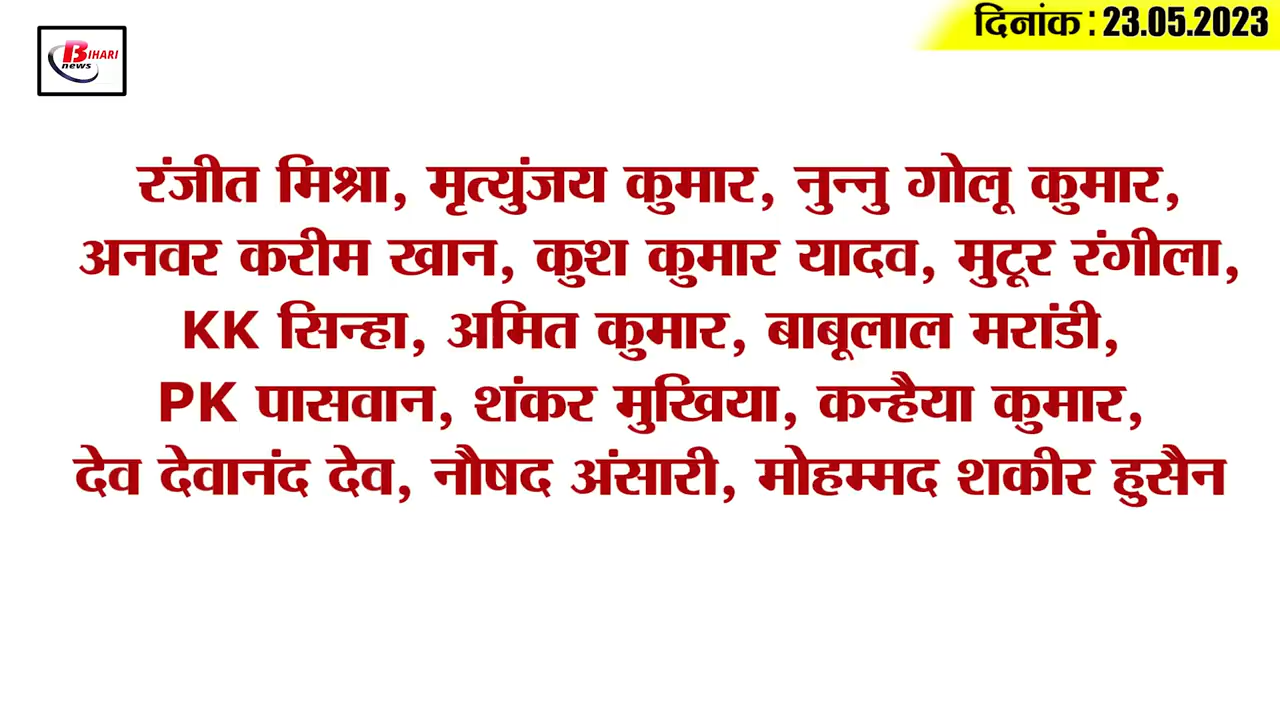 दिनांक : 23.05.2023
BIHARI
news
रंजीत मिश्रा, मृत्युंजय कुमार, नुन्नु गोलू कुमार,
अनवर करीम खान, कुश कुमार यादव, मुटूर रंगीला,
KK सिन्हा, अमित कुमार, बाबूलाल मरांडी,
PK पासवान, शंकर मुखिया, कन्हैया कुमार,
देव देवानंद देव, नौषद अंसारी, मोहम्मद शकीर हुसैन